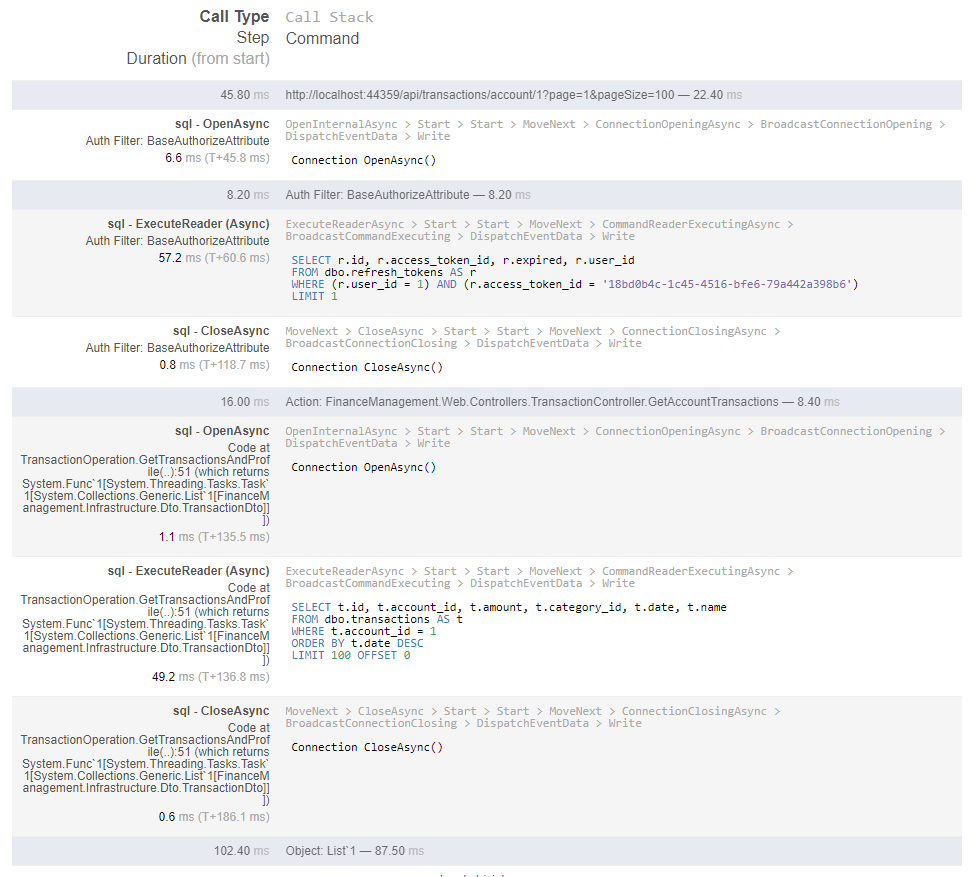 Call Type Call Stack
Step Command
Duration (from start)
45.80 ms http://localhost:44359/api/transactions/account/1?page=1&pageSize=100 — 22.40 ms
sql - OpenAsync
Auth Filter: BaseAuthorizeAttribute
6.6 ms (T+45.8 ms)
OpenInternalAsync > Start > Start > MoveNext > ConnectionOpeningAsync > BroadcastConnectionOpening >
DispatchEventData > Write
Connection OpenAsync()
8.20 ms Auth Filter: BaseAuthorizeAttribute — 8.20 ms
sql - ExecuteReader (Async)
Auth Filter: BaseAuthorizeAttribute
57.2 ms (T+60.6 ms)
ExecuteReaderAsync > Start > Start > MoveNext > CommandReaderExecutingAsync >
BroadcastCommandExecuting > DispatchEventData > Write
SELECT r.id, r.access_token_id, r.expired, r.user_id
FROM dbo.refresh_tokens AS r
WHERE (r.user_id = 1) AND (r.access_token_id = '18bd0b4c-1c45-4516-bfe6-79a442a398b6')
LIMIT 1
sql - CloseAsync
Auth Filter: BaseAuthorizeAttribute
0.8 ms (T+118.7 ms)
MoveNext > CloseAsync > Start > Start > MoveNext > ConnectionClosingAsync >
BroadcastConnectionClosing > DispatchEventData > Write
Connection CloseAsync()
16.00 ms Action: FinanceManagement.Web.Controllers.TransactionController.GetAccountTransactions — 8.40 ms
sql - OpenAsync
Code at
TransactionOperation.GetTransactionsAndProf
ile(..):51 (which returns
System.Func`1[System.Threading.Tasks.Task`
1[System.Collections.Generic.List`1[FinanceM
anagement.Infrastructure.Dto.TransactionDto]]
])
1.1 ms (T+135.5 ms)
OpenInternalAsync > Start > Start > MoveNext > ConnectionOpeningAsync > BroadcastConnectionOpening >
DispatchEventData > Write
Connection OpenAsync()
sql - ExecuteReader (Async)
Code at
TransactionOperation.GetTransactionsAndProf
ile(..):51 (which returns
System.Func`1[System.Threading.Tasks.Task`
1[System.Collections.Generic.List`1[FinanceM
anagement.Infrastructure.Dto.TransactionDto]]
])
49.2 ms (T+136.8 ms)
ExecuteReaderAsync > Start > Start > MoveNext > CommandReaderExecutingAsync >
BroadcastCommandExecuting > DispatchEventData > Write
SELECT t.id, t.account_id, t.amount, t.category_id, t.date, t.name
FROM dbo.transactions AS t
WHERE t.account_id = 1
ORDER BY t.date DESC
LIMIT 100 OFFSET 0
sql - CloseAsync
Code at
TransactionOperation.GetTransactionsAndProf
ile(..):51 (which returns
System.Func`1[System.Threading.Tasks.Task`
1[System.Collections.Generic.List`1[FinanceM
anagement.Infrastructure.Dto.TransactionDto]]
])
0.6 ms (T+186.1 ms)
MoveNext > CloseAsync > Start > Start > MoveNext > ConnectionClosingAsync >
BroadcastConnectionClosing > DispatchEventData > Write
Connection CloseAsync()
102.40 ms Object: List`1 — 87.50 ms